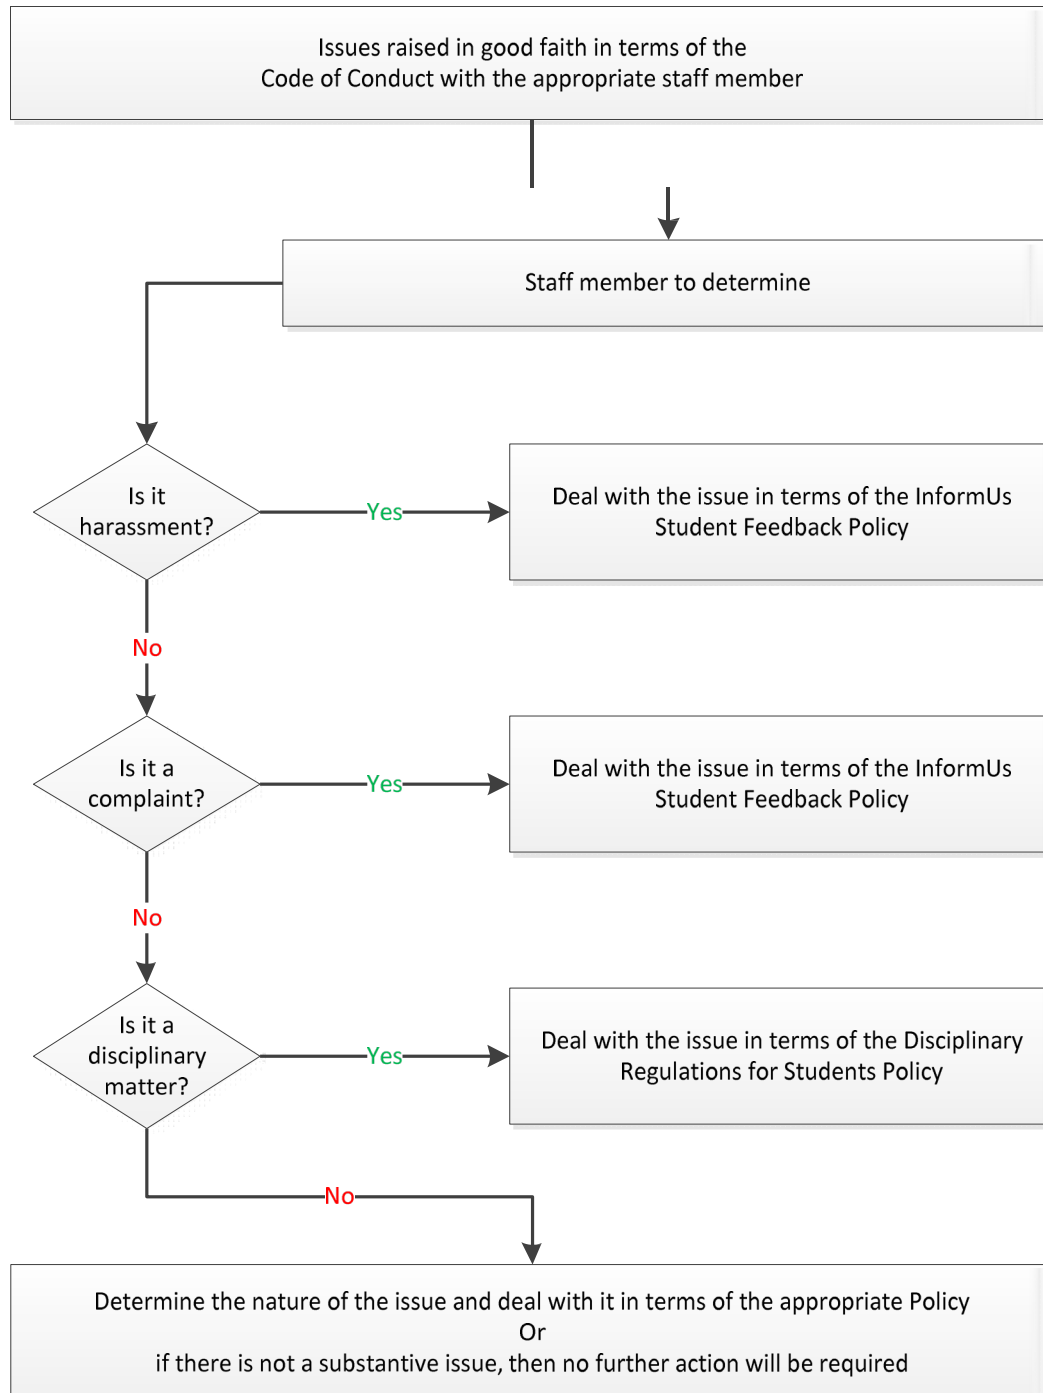 Issues raised in good faith in terms of the
Code of Conduct with the appropriate staff member
Staff member to determine
Is it
harassment?
Yes
Deal with the issue in terms of the InformUs
Student Feedback Policy
No
Is it a
complaint?
Yes
Deal with the issue in terms of the InformUs
Student Feedback Policy
No
Is it a
disciplinary
matter?
Yes
Deal with the issue in terms of the Disciplinary
Regulations for Students Policy
No
Determine the nature of the issue and deal with it in terms of the appropriate Policy
Or
if there is not a substantive issue, then no further action will be required